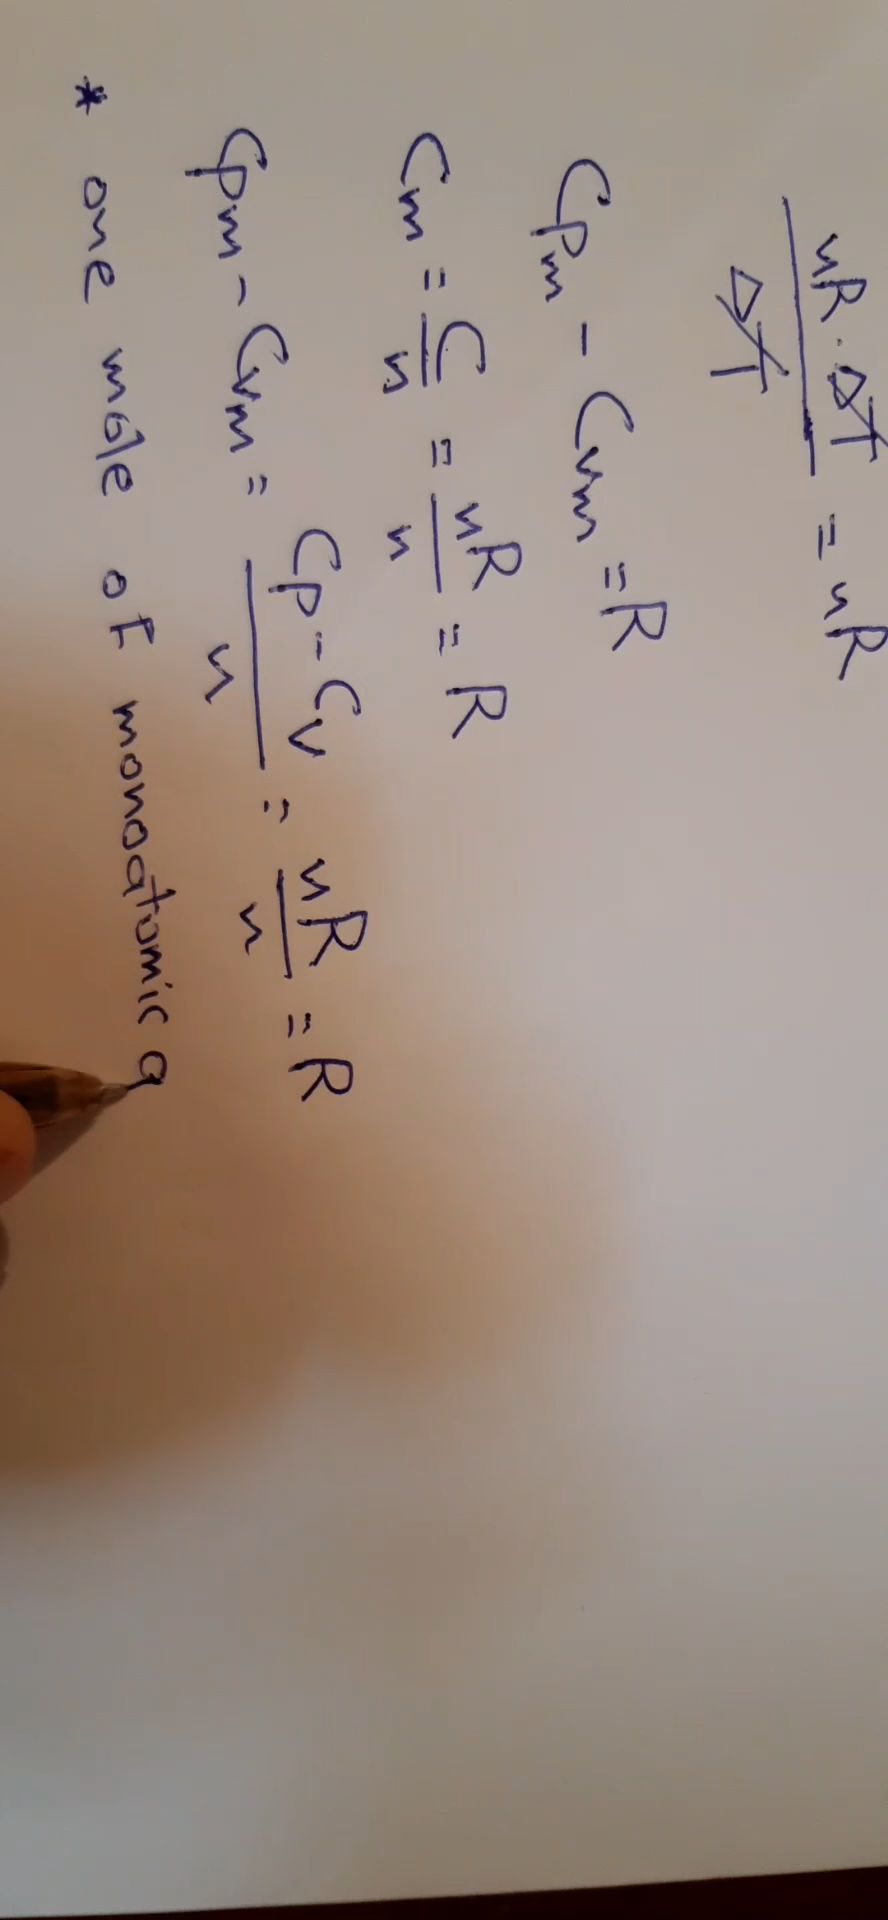 nR · ΔT / ΔT = nR
Cpm - Cvm = R
Cm = C / n = nR / n = R
Cpm - Cvm = Cp - Cv / n = nR / n = R
* one mole of monoatomic g